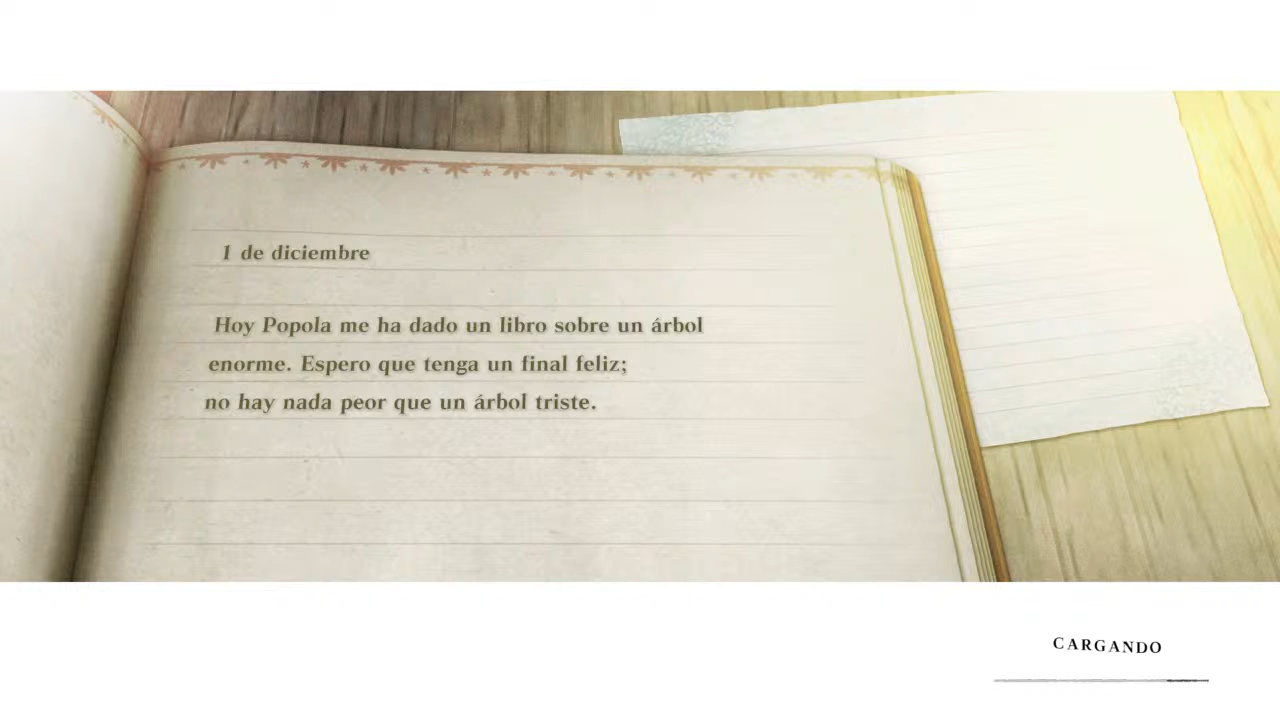 1 de diciembre
Hoy Popola me ha dado un libro sobre un árbol
enorme. Espero que tenga un final feliz;
no hay nada peor que un árbol triste.
CARGANDO